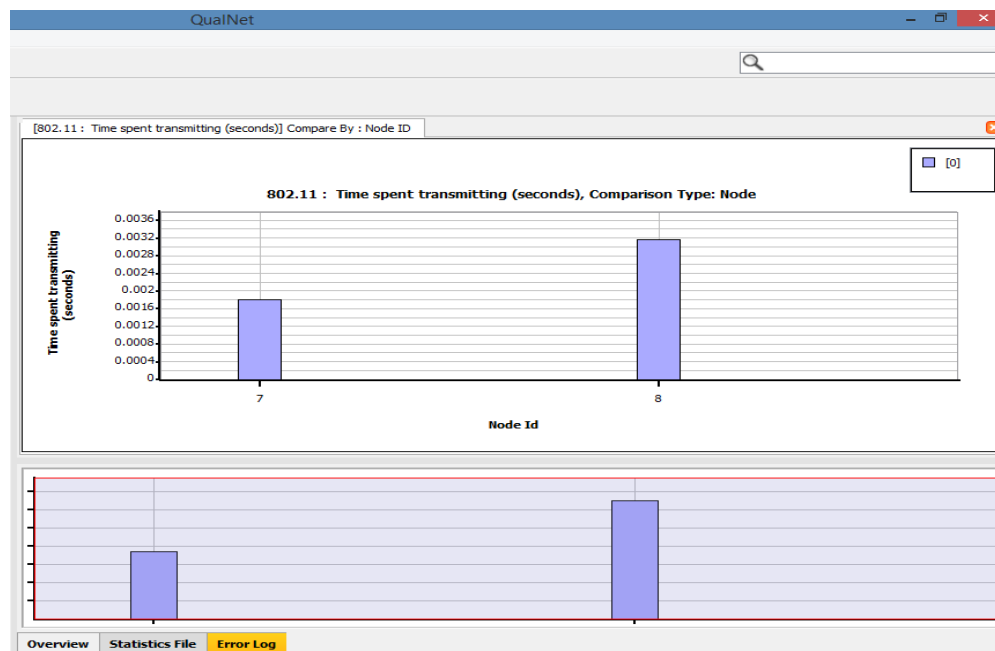 QualNet
[802.11 : Time spent transmitting (seconds)] Compare By : Node ID
[0]
802.11 : Time spent transmitting (seconds), Comparison Type: Node
Time spent transmitting
(seconds)
0.0036
0.0032
0.0028
0.0024
0.002
0.0016
0.0012
0.0008
0.0004
0
7
8
Node Id
Overview
Statistics File
Error Log